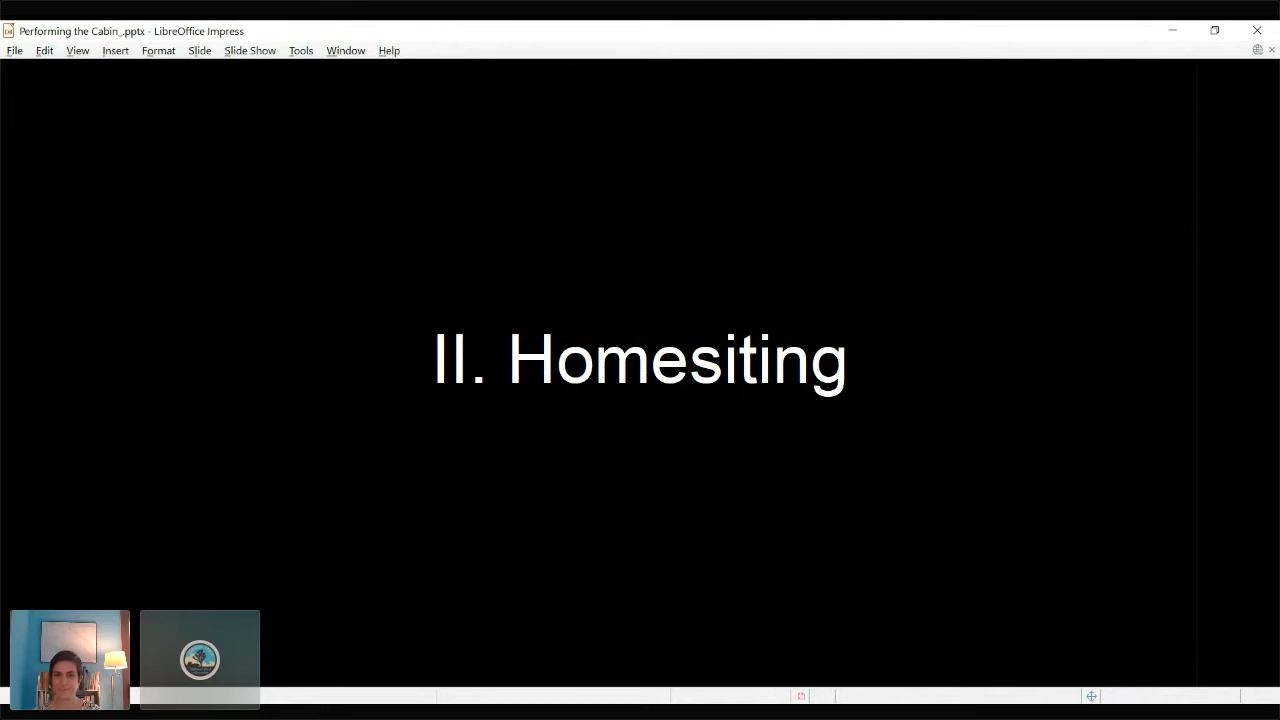 Performing the Cabin_.pptx - LibreOffice Impress
File Edit View Insert Format Slide Slide Show Tools Window Help
II. Homesiting